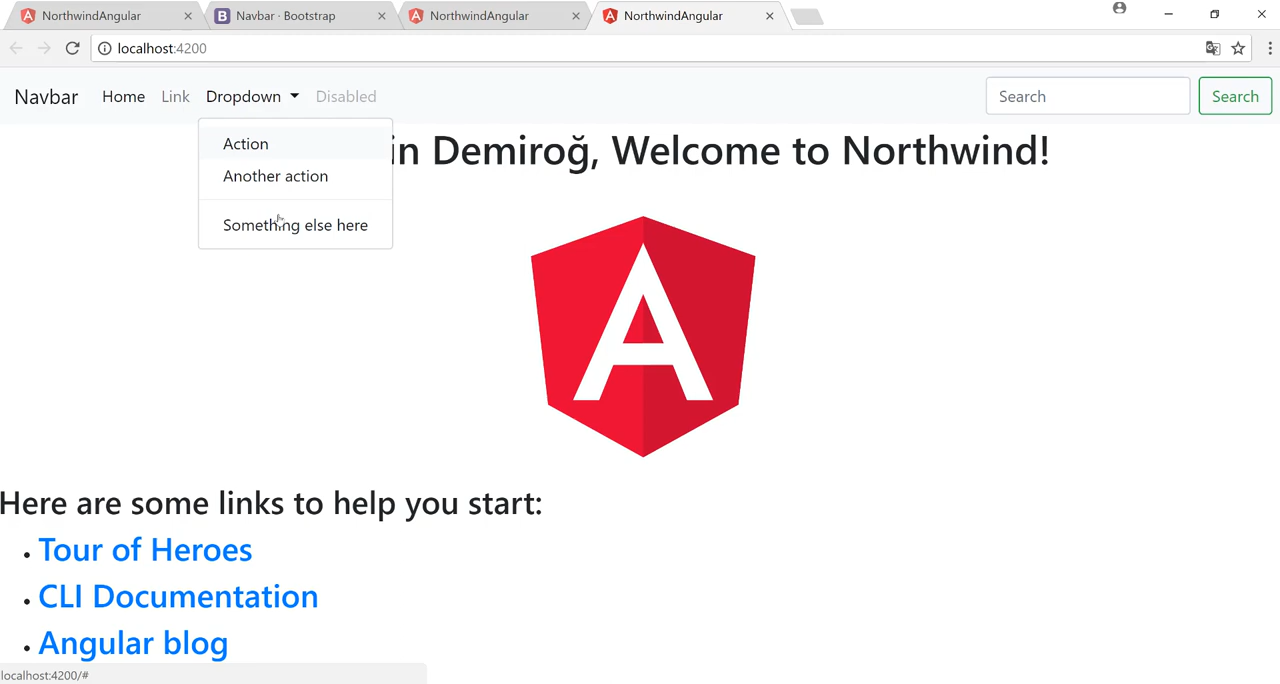 NorthwindAngular
Navbar · Bootstrap
NorthwindAngular
NorthwindAngular
localhost:4200
Navbar Home Link Dropdown Disabled
Search Search
Action
Another action
Something else here
in Demiroğ, Welcome to Northwind!
A
Here are some links to help you start:
• Tour of Heroes
• CLI Documentation
• Angular blog
localhost:4200/#